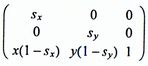 s_x 0 0
0 s_y 0
x(1 − s_x) y(1 − s_y) 1